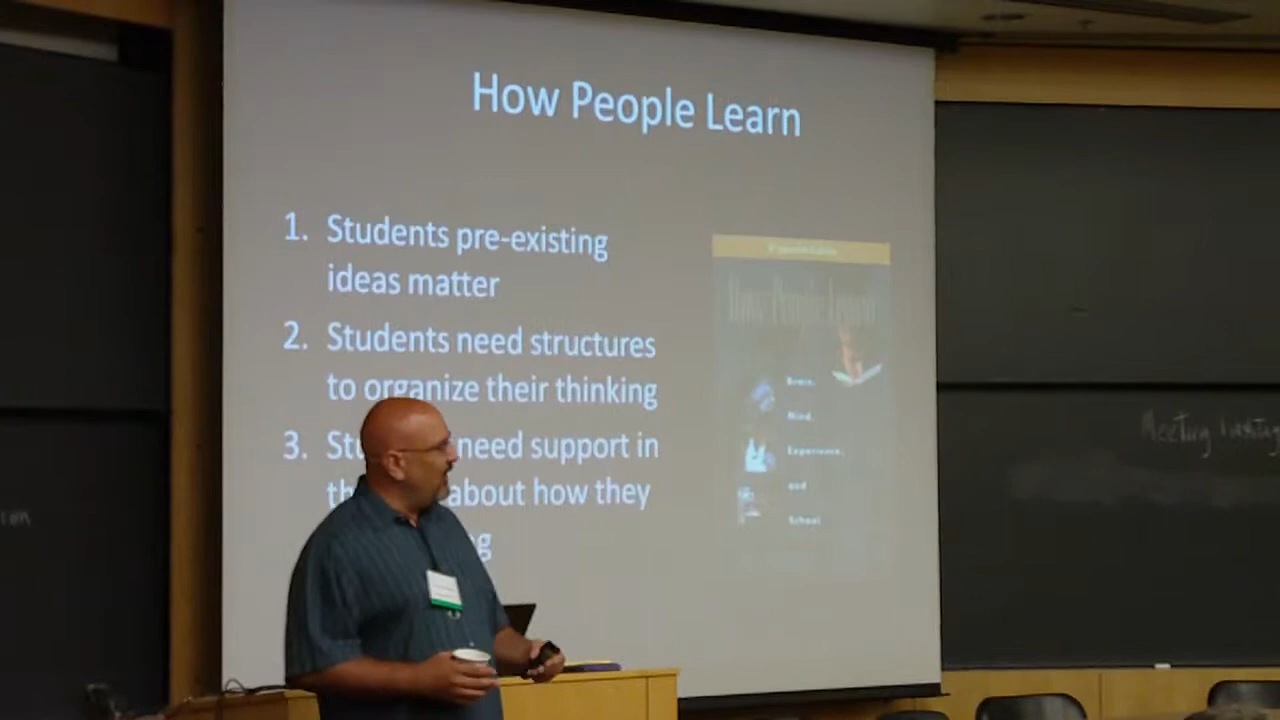 How People Learn
1. Students pre-existing
ideas matter
2. Students need structures
to organize their thinking
3. need support in
about how they
How People Learn
Brain,
Mind,
Experience,
and
School
Meeting